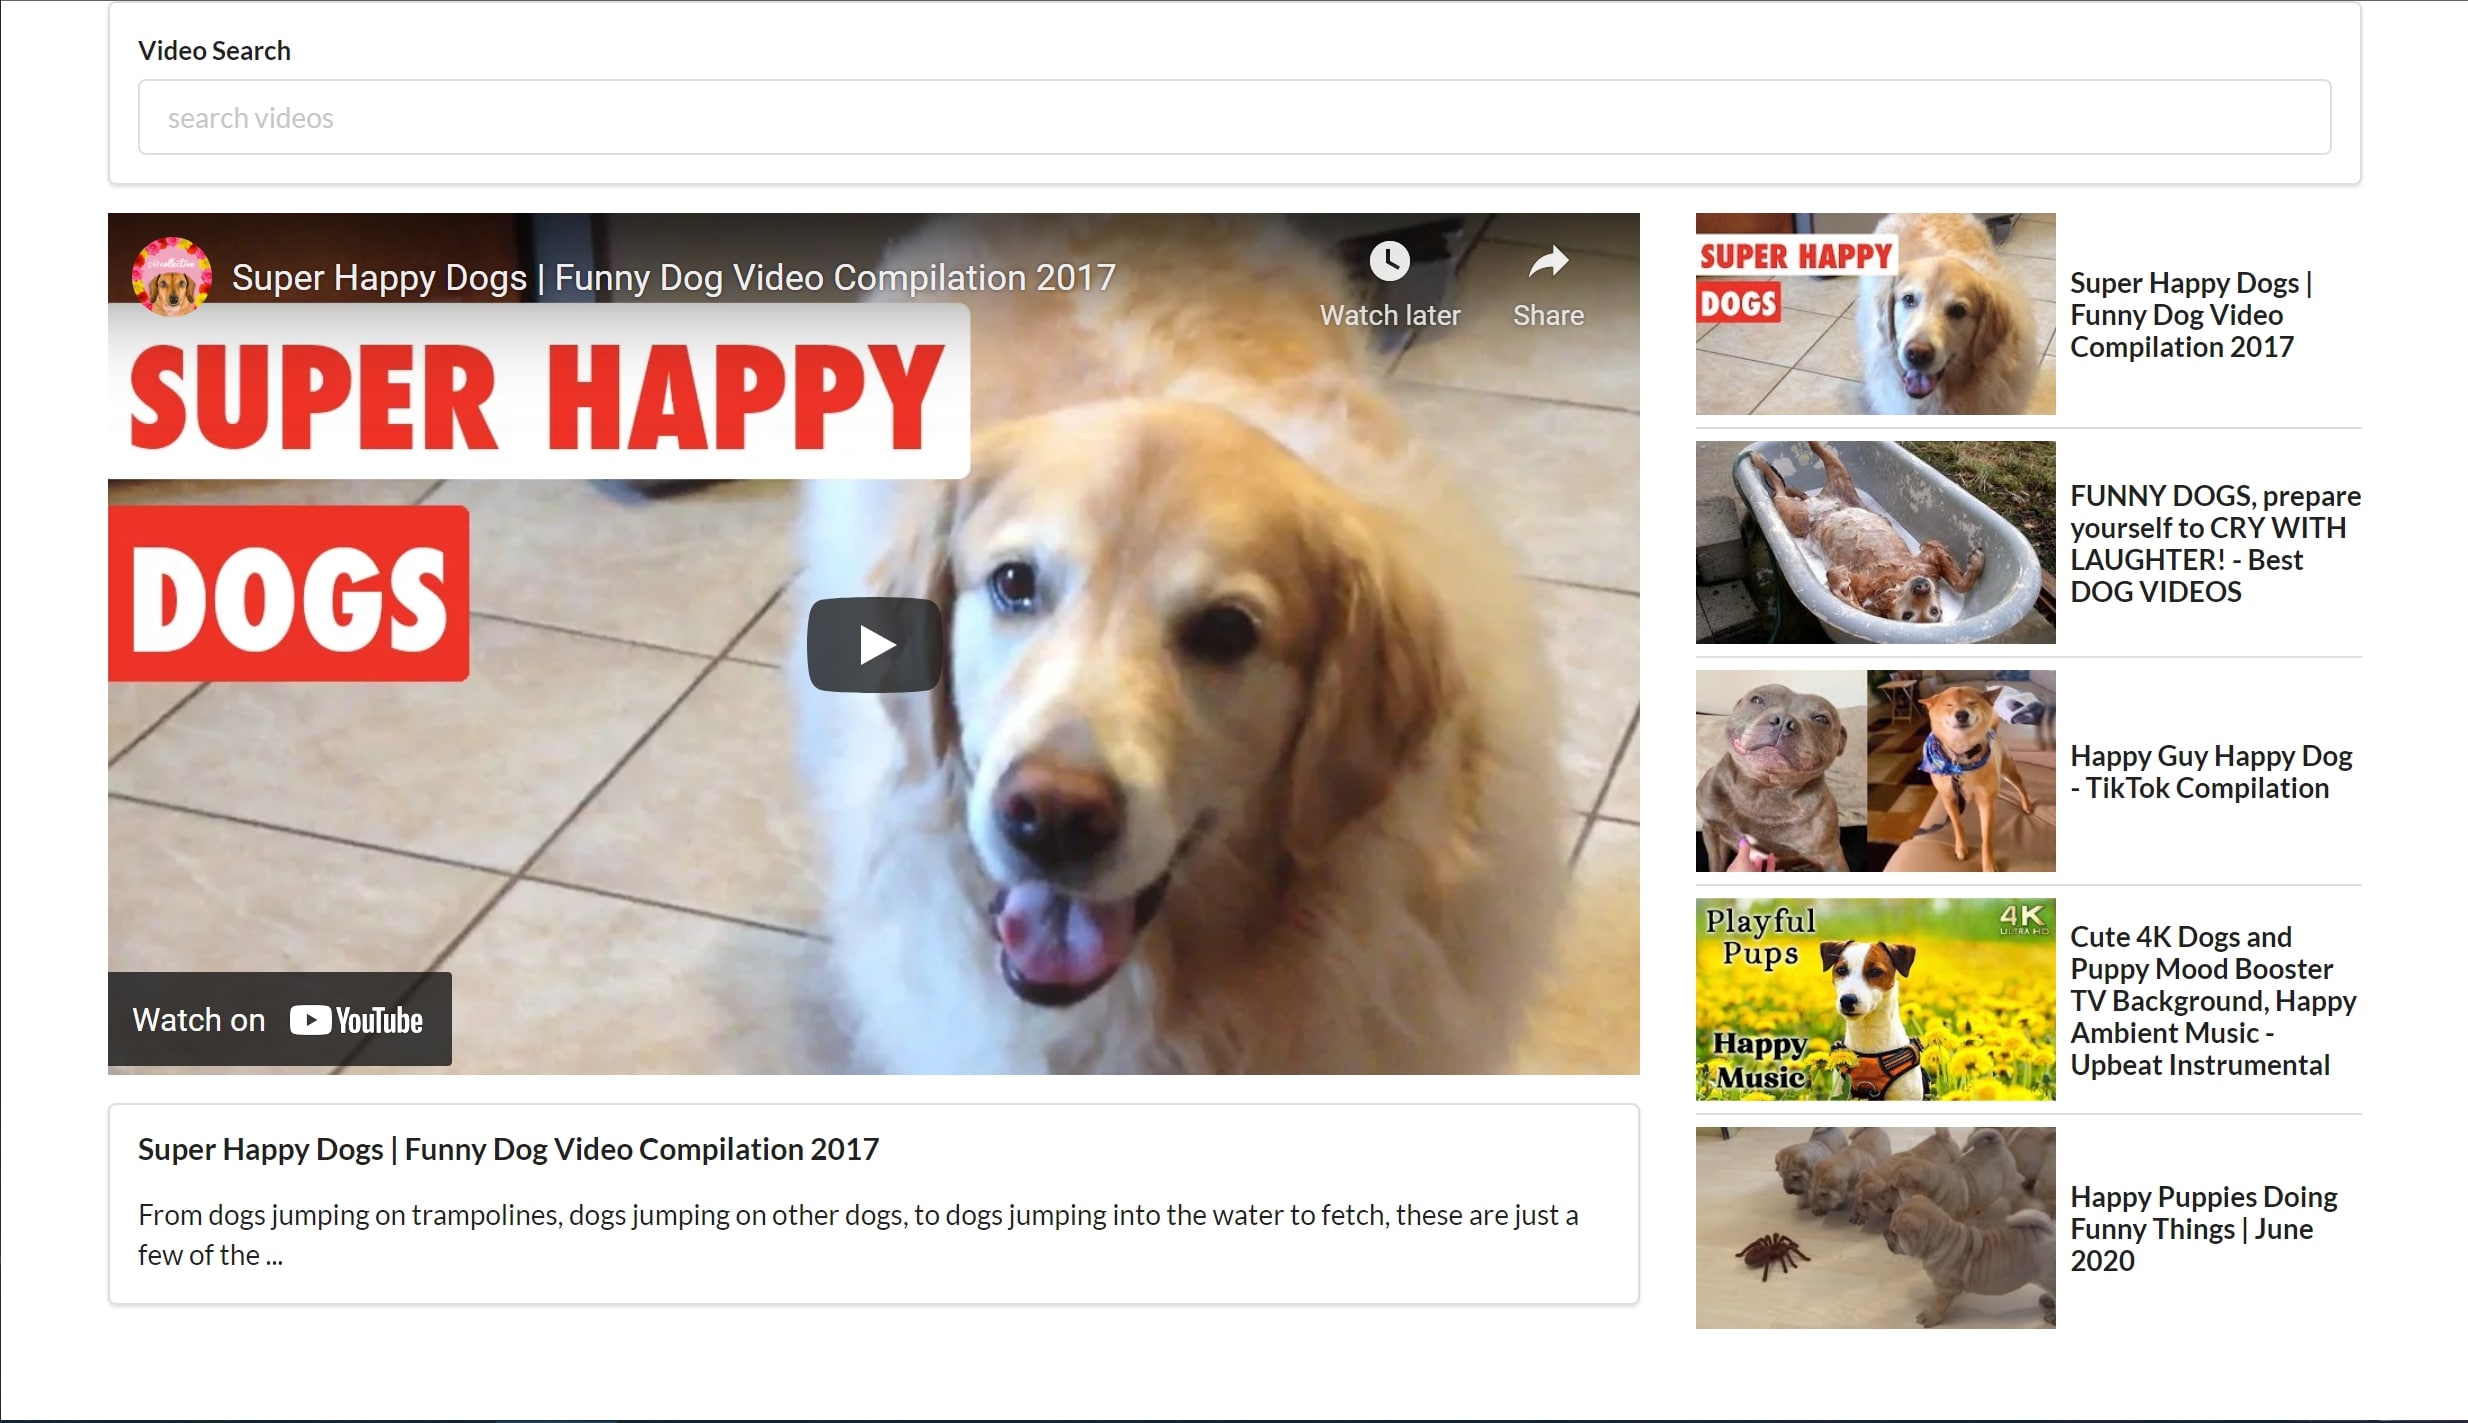 Video Search
search videos
pet collective
Super Happy Dogs | Funny Dog Video Compilation 2017
Watch later
Share
SUPER HAPPY
DOGS
Watch on YouTube
Super Happy Dogs | Funny Dog Video Compilation 2017
From dogs jumping on trampolines, dogs jumping on other dogs, to dogs jumping into the water to fetch, these are just a
few of the ...
SUPER HAPPY
DOGS
Super Happy Dogs |
Funny Dog Video
Compilation 2017
FUNNY DOGS, prepare
yourself to CRY WITH
LAUGHTER! - Best
DOG VIDEOS
Happy Guy Happy Dog
- TikTok Compilation
Playful
Pups
4K
ULTRA HD
Happy
Music
Cute 4K Dogs and
Puppy Mood Booster
TV Background, Happy
Ambient Music -
Upbeat Instrumental
Happy Puppies Doing
Funny Things | June
2020